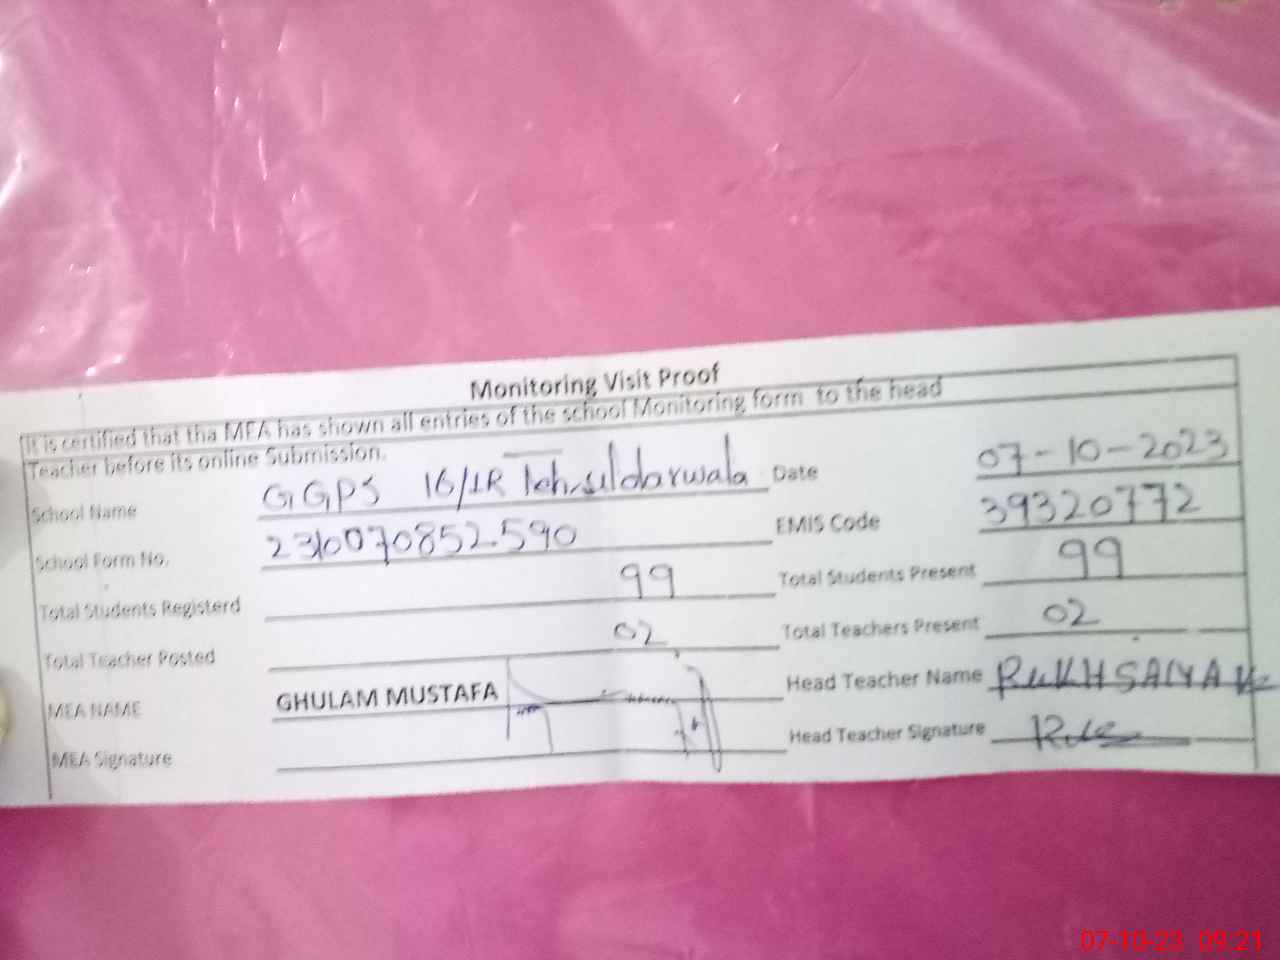 Monitoring Visit Proof
It is certified that tha MEA has shown all entries of the school Monitoring form to the head
Teacher before its online Submission.
School Name GGPS 16/1R Tehsuldarwala Date 07-10-2023
School Form No. 2310070852590 EMIS Code 39320772
Total Students Registerd 99 Total Students Present 99
Total Teacher Posted 02 Total Teachers Present 02
MEA NAME GHULAM MUSTAFA Head Teacher Name RUKHSANA
MEA Signature Head Teacher Signature
07-10-23 09:21